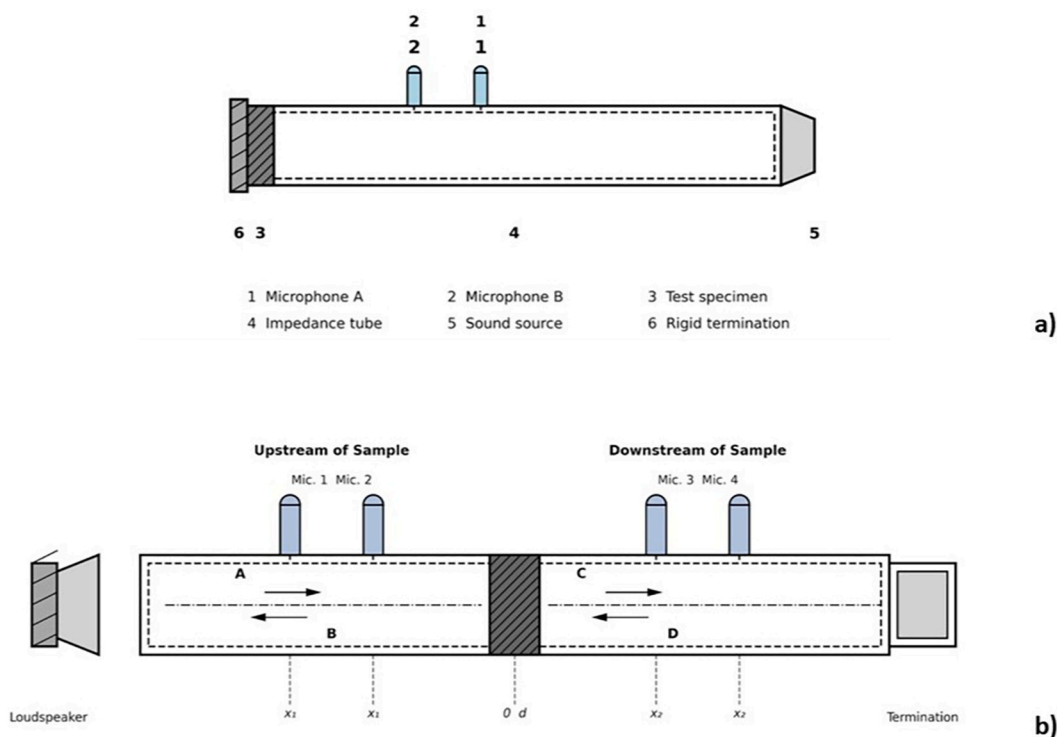 2 1
2 1
6 3 4 5
1 Microphone A 2 Microphone B 3 Test specimen
4 Impedance tube 5 Sound source 6 Rigid termination
a)
Upstream of Sample Downstream of Sample
Mic. 1 Mic. 2 Mic. 3 Mic. 4
A C
B D
Loudspeaker x₁ x₁ 0 d x₂ x₂ Termination
b)